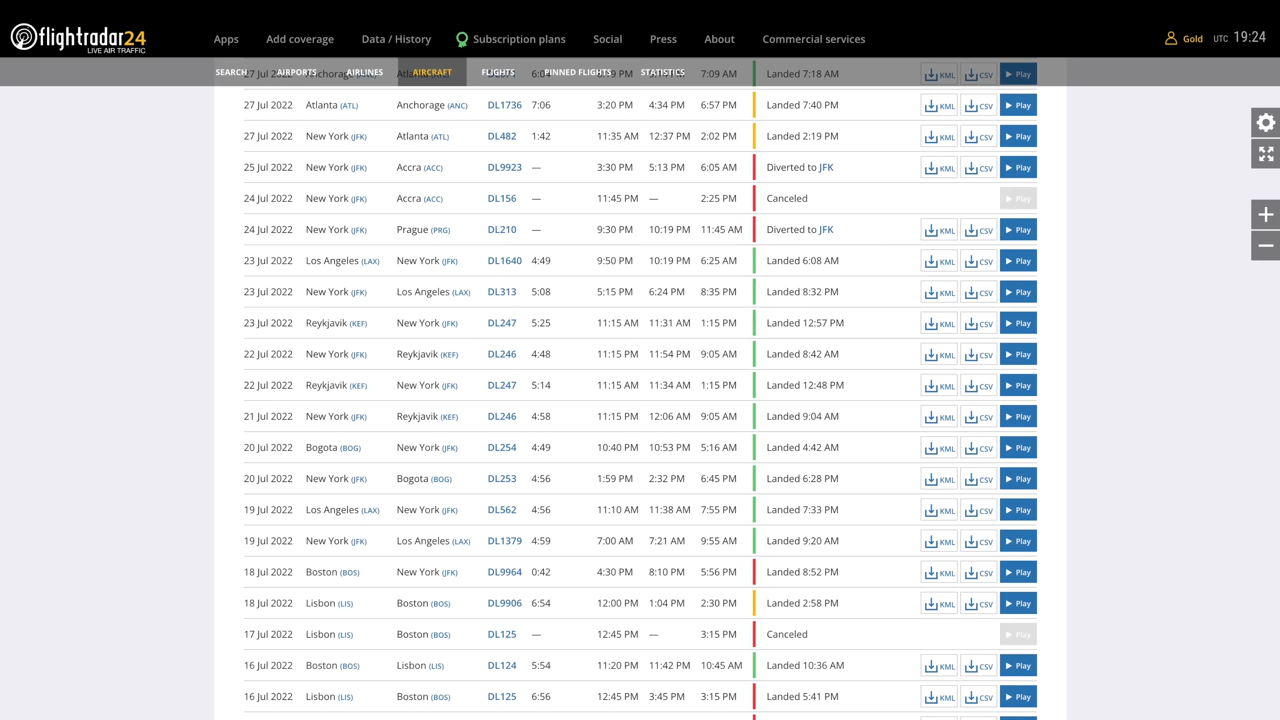 flightradar24
LIVE AIR TRAFFIC
Apps Add coverage Data / History Subscription plans Social Press About Commercial services Gold UTC 19:24
SEARCH AIRPORTS AIRLINES AIRCRAFT FLIGHTS PINNED FLIGHTS STATISTICS
27 Jul 2022 Anchorage 7:09 AM Landed 7:18 AM KML CSV Play
27 Jul 2022 Atlanta (ATL) Anchorage (ANC) DL1736 7:06 3:20 PM 4:34 PM 6:57 PM Landed 7:40 PM KML CSV Play
27 Jul 2022 New York (JFK) Atlanta (ATL) DL482 1:42 11:35 AM 12:37 PM 2:02 PM Landed 2:19 PM KML CSV Play
25 Jul 2022 New York (JFK) Accra (ACC) DL9923 — 3:30 PM 5:13 PM 6:05 AM Diverted to JFK KML CSV Play
24 Jul 2022 New York (JFK) Accra (ACC) DL156 — 11:45 PM — 2:25 PM Canceled Play
24 Jul 2022 New York (JFK) Prague (PRG) DL210 — 9:30 PM 10:19 PM 11:45 AM Diverted to JFK KML CSV Play
23 Jul 2022 Los Angeles (LAX) New York (JFK) DL1640 4:49 9:50 PM 10:19 PM 6:25 AM Landed 6:08 AM KML CSV Play
23 Jul 2022 New York (JFK) Los Angeles (LAX) DL313 5:08 5:15 PM 6:24 PM 8:35 PM Landed 8:32 PM KML CSV Play
23 Jul 2022 Reykjavik (KEF) New York (JFK) DL247 5:25 11:15 AM 11:31 AM 1:15 PM Landed 12:57 PM KML CSV Play
22 Jul 2022 New York (JFK) Reykjavik (KEF) DL246 4:48 11:15 PM 11:54 PM 9:05 AM Landed 8:42 AM KML CSV Play
22 Jul 2022 Reykjavik (KEF) New York (JFK) DL247 5:14 11:15 AM 11:34 AM 1:15 PM Landed 12:48 PM KML CSV Play
21 Jul 2022 New York (JFK) Reykjavik (KEF) DL246 4:58 11:15 PM 12:06 AM 9:05 AM Landed 9:04 AM KML CSV Play
20 Jul 2022 Bogota (BOG) New York (JFK) DL254 4:49 10:40 PM 10:53 PM 5:16 AM Landed 4:42 AM KML CSV Play
20 Jul 2022 New York (JFK) Bogota (BOG) DL253 4:56 1:59 PM 2:32 PM 6:45 PM Landed 6:28 PM KML CSV Play
19 Jul 2022 Los Angeles (LAX) New York (JFK) DL562 4:56 11:10 AM 11:38 AM 7:55 PM Landed 7:33 PM KML CSV Play
19 Jul 2022 New York (JFK) Los Angeles (LAX) DL1379 4:59 7:00 AM 7:21 AM 9:55 AM Landed 9:20 AM KML CSV Play
18 Jul 2022 Boston (BOS) New York (JFK) DL9964 0:42 4:30 PM 8:10 PM 5:56 PM Landed 8:52 PM KML CSV Play
18 Jul 2022 Lisbon (LIS) Boston (BOS) DL9906 6:54 12:00 PM 1:04 PM 2:30 PM Landed 2:58 PM KML CSV Play
17 Jul 2022 Lisbon (LIS) Boston (BOS) DL125 — 12:45 PM — 3:15 PM Canceled Play
16 Jul 2022 Boston (BOS) Lisbon (LIS) DL124 5:54 11:20 PM 11:42 PM 10:45 AM Landed 10:36 AM KML CSV Play
16 Jul 2022 Lisbon (LIS) Boston (BOS) DL125 6:56 12:45 PM 3:45 PM 3:15 PM Landed 5:41 PM KML CSV Play